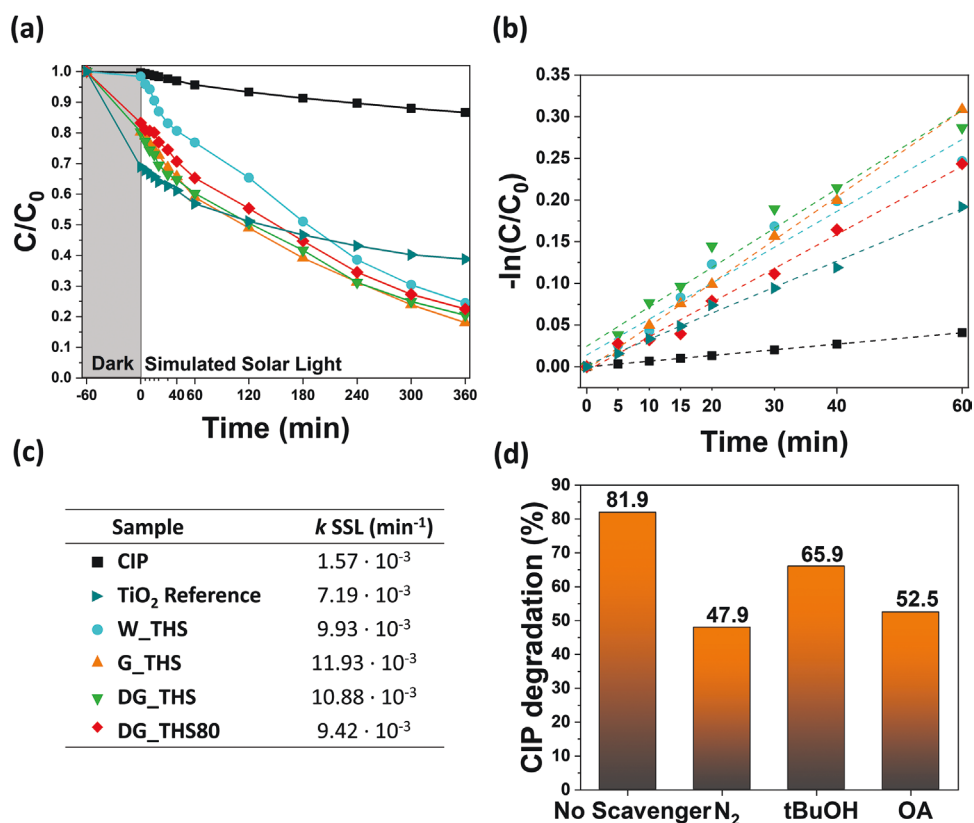 (a)
C/C0
1.0
0.9
0.8
0.7
0.6
0.5
0.4
0.3
0.2
0.1
0.0
Dark
Simulated Solar Light
-60 0 40 60 120 180 240 300 360
Time (min)
(b)
-ln(C/C0)
0.35
0.30
0.25
0.20
0.15
0.10
0.05
0.00
0 5 10 15 20 30 40 60
Time (min)
(c)
Sample k SSL (min-1)
CIP 1.57 · 10-3
TiO2 Reference 7.19 · 10-3
W_THS 9.93 · 10-3
G_THS 11.93 · 10-3
DG_THS 10.88 · 10-3
DG_THS80 9.42 · 10-3
(d)
CIP degradation (%)
90
80
70
60
50
40
30
20
10
0
81.9
47.9
65.9
52.5
No Scavenger N2 tBuOH OA